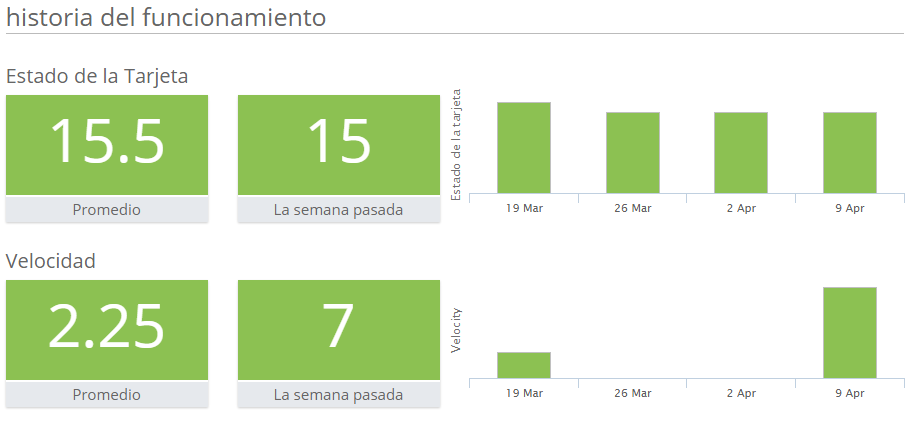 historia del funcionamiento
Estado de la Tarjeta
15.5
Promedio
15
La semana pasada
Estado de la tarjeta
19 Mar
26 Mar
2 Apr
9 Apr
Velocidad
2.25
Promedio
7
La semana pasada
Velocity
19 Mar
26 Mar
2 Apr
9 Apr